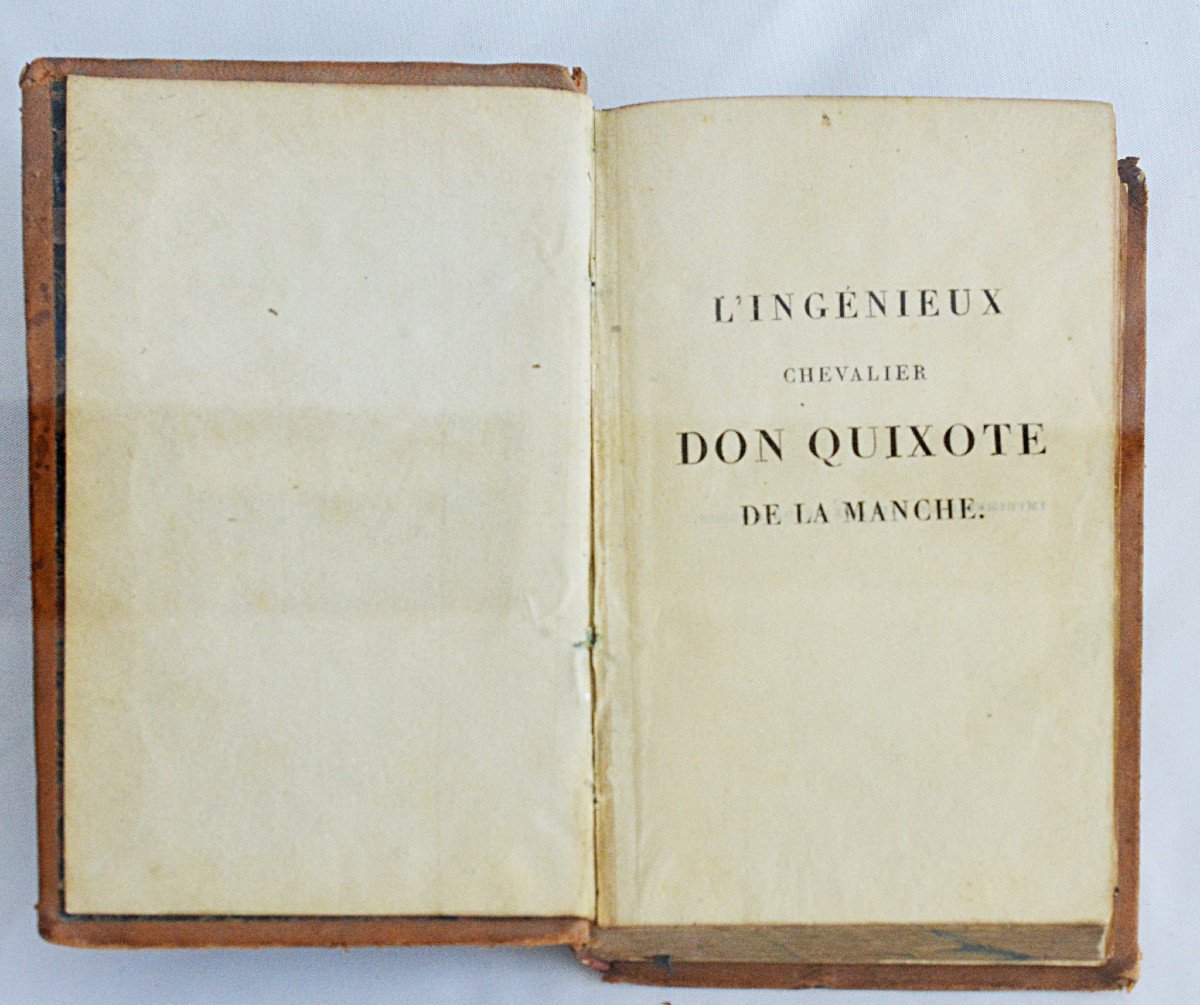 L'INGÉNIEUX
CHEVALIER
DON QUIXOTE
DE LA MANCHE.